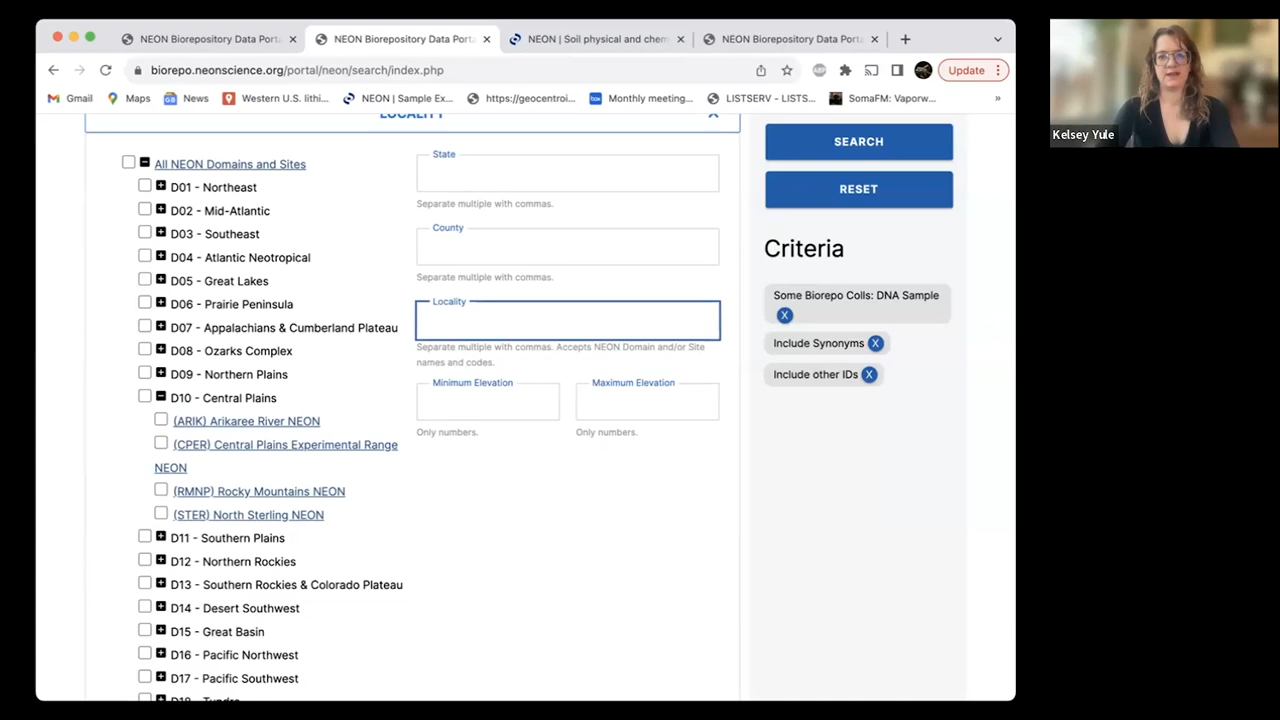 NEON Biorepository Data Porta
NEON Biorepository Data Porta
NEON | Soil physical and chem
NEON Biorepository Data Porta
biorepo.neonscience.org/portal/neon/search/index.php
Update
Gmail
Maps
News
Western U.S. lithi...
NEON | Sample Ex...
https://geocentroi...
Monthly meeting...
LISTSERV - LISTS...
SomaFM: Vaporw...
»
Kelsey Yule
LOCALITY
All NEON Domains and Sites
D01 - Northeast
D02 - Mid-Atlantic
D03 - Southeast
D04 - Atlantic Neotropical
D05 - Great Lakes
D06 - Prairie Peninsula
D07 - Appalachians & Cumberland Plateau
D08 - Ozarks Complex
D09 - Northern Plains
D10 - Central Plains
(ARIK) Arikaree River NEON
(CPER) Central Plains Experimental Range
NEON
(RMNP) Rocky Mountains NEON
(STER) North Sterling NEON
D11 - Southern Plains
D12 - Northern Rockies
D13 - Southern Rockies & Colorado Plateau
D14 - Desert Southwest
D15 - Great Basin
D16 - Pacific Northwest
D17 - Pacific Southwest
D18 - Tundra
State
Separate multiple with commas.
County
Separate multiple with commas.
Locality
Separate multiple with commas. Accepts NEON Domain and/or Site
names and codes.
Minimum Elevation
Only numbers.
Maximum Elevation
Only numbers.
SEARCH
RESET
Criteria
Some Biorepo Colls: DNA Sample
X
Include Synonyms X
Include other IDs X